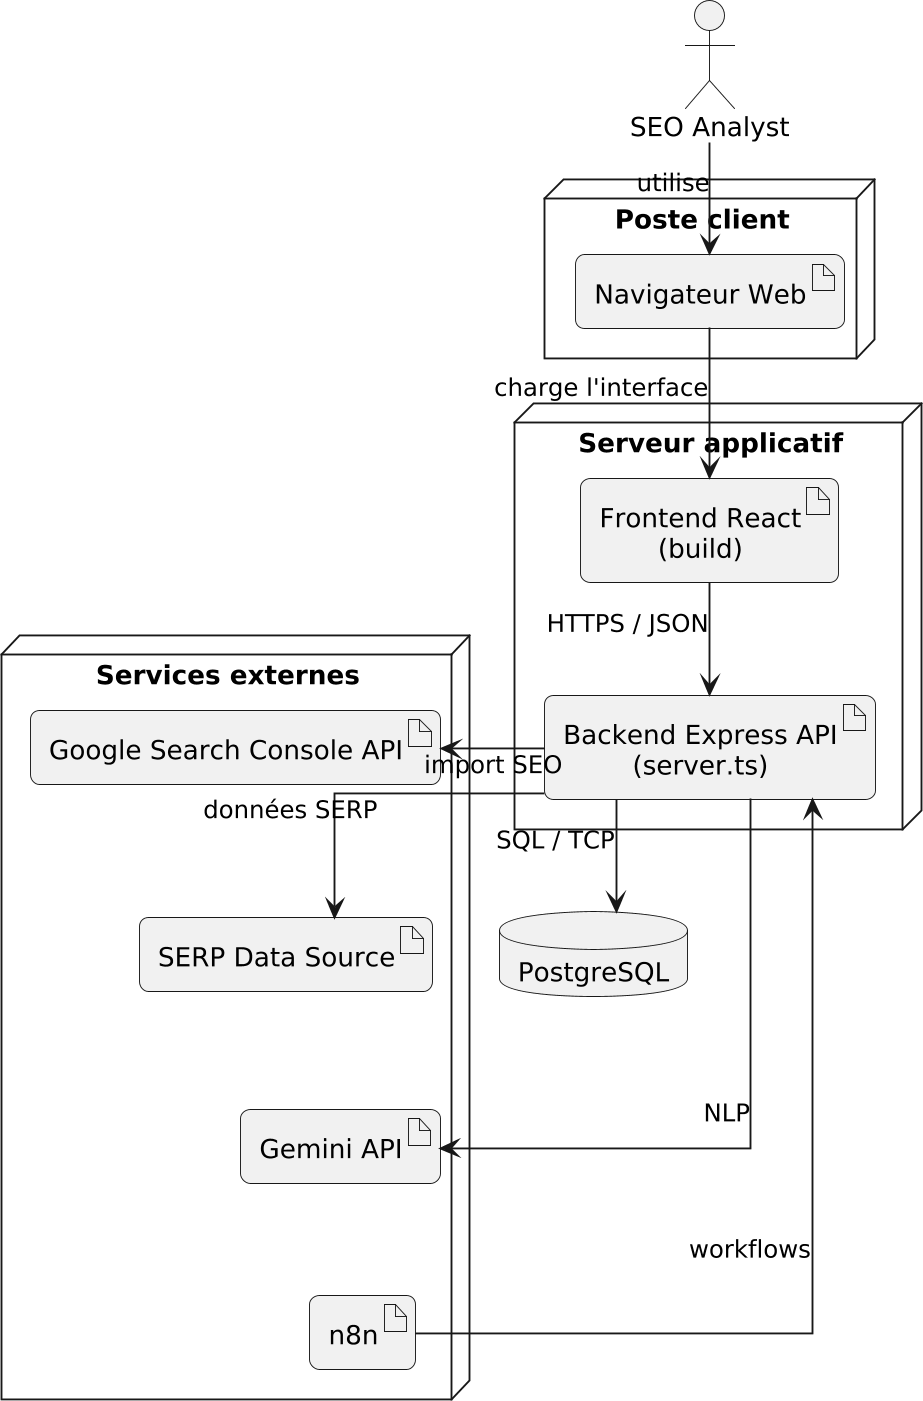 SEO Analyst
utilise
Poste client
Navigateur Web
charge l'interface
Serveur applicatif
Frontend React
(build)
HTTPS / JSON
Services externes
Google Search Console API
Backend Express API
(server.ts)
import SEO
données SERP
SQL / TCP
SERP Data Source
PostgreSQL
NLP
Gemini API
workflows
n8n